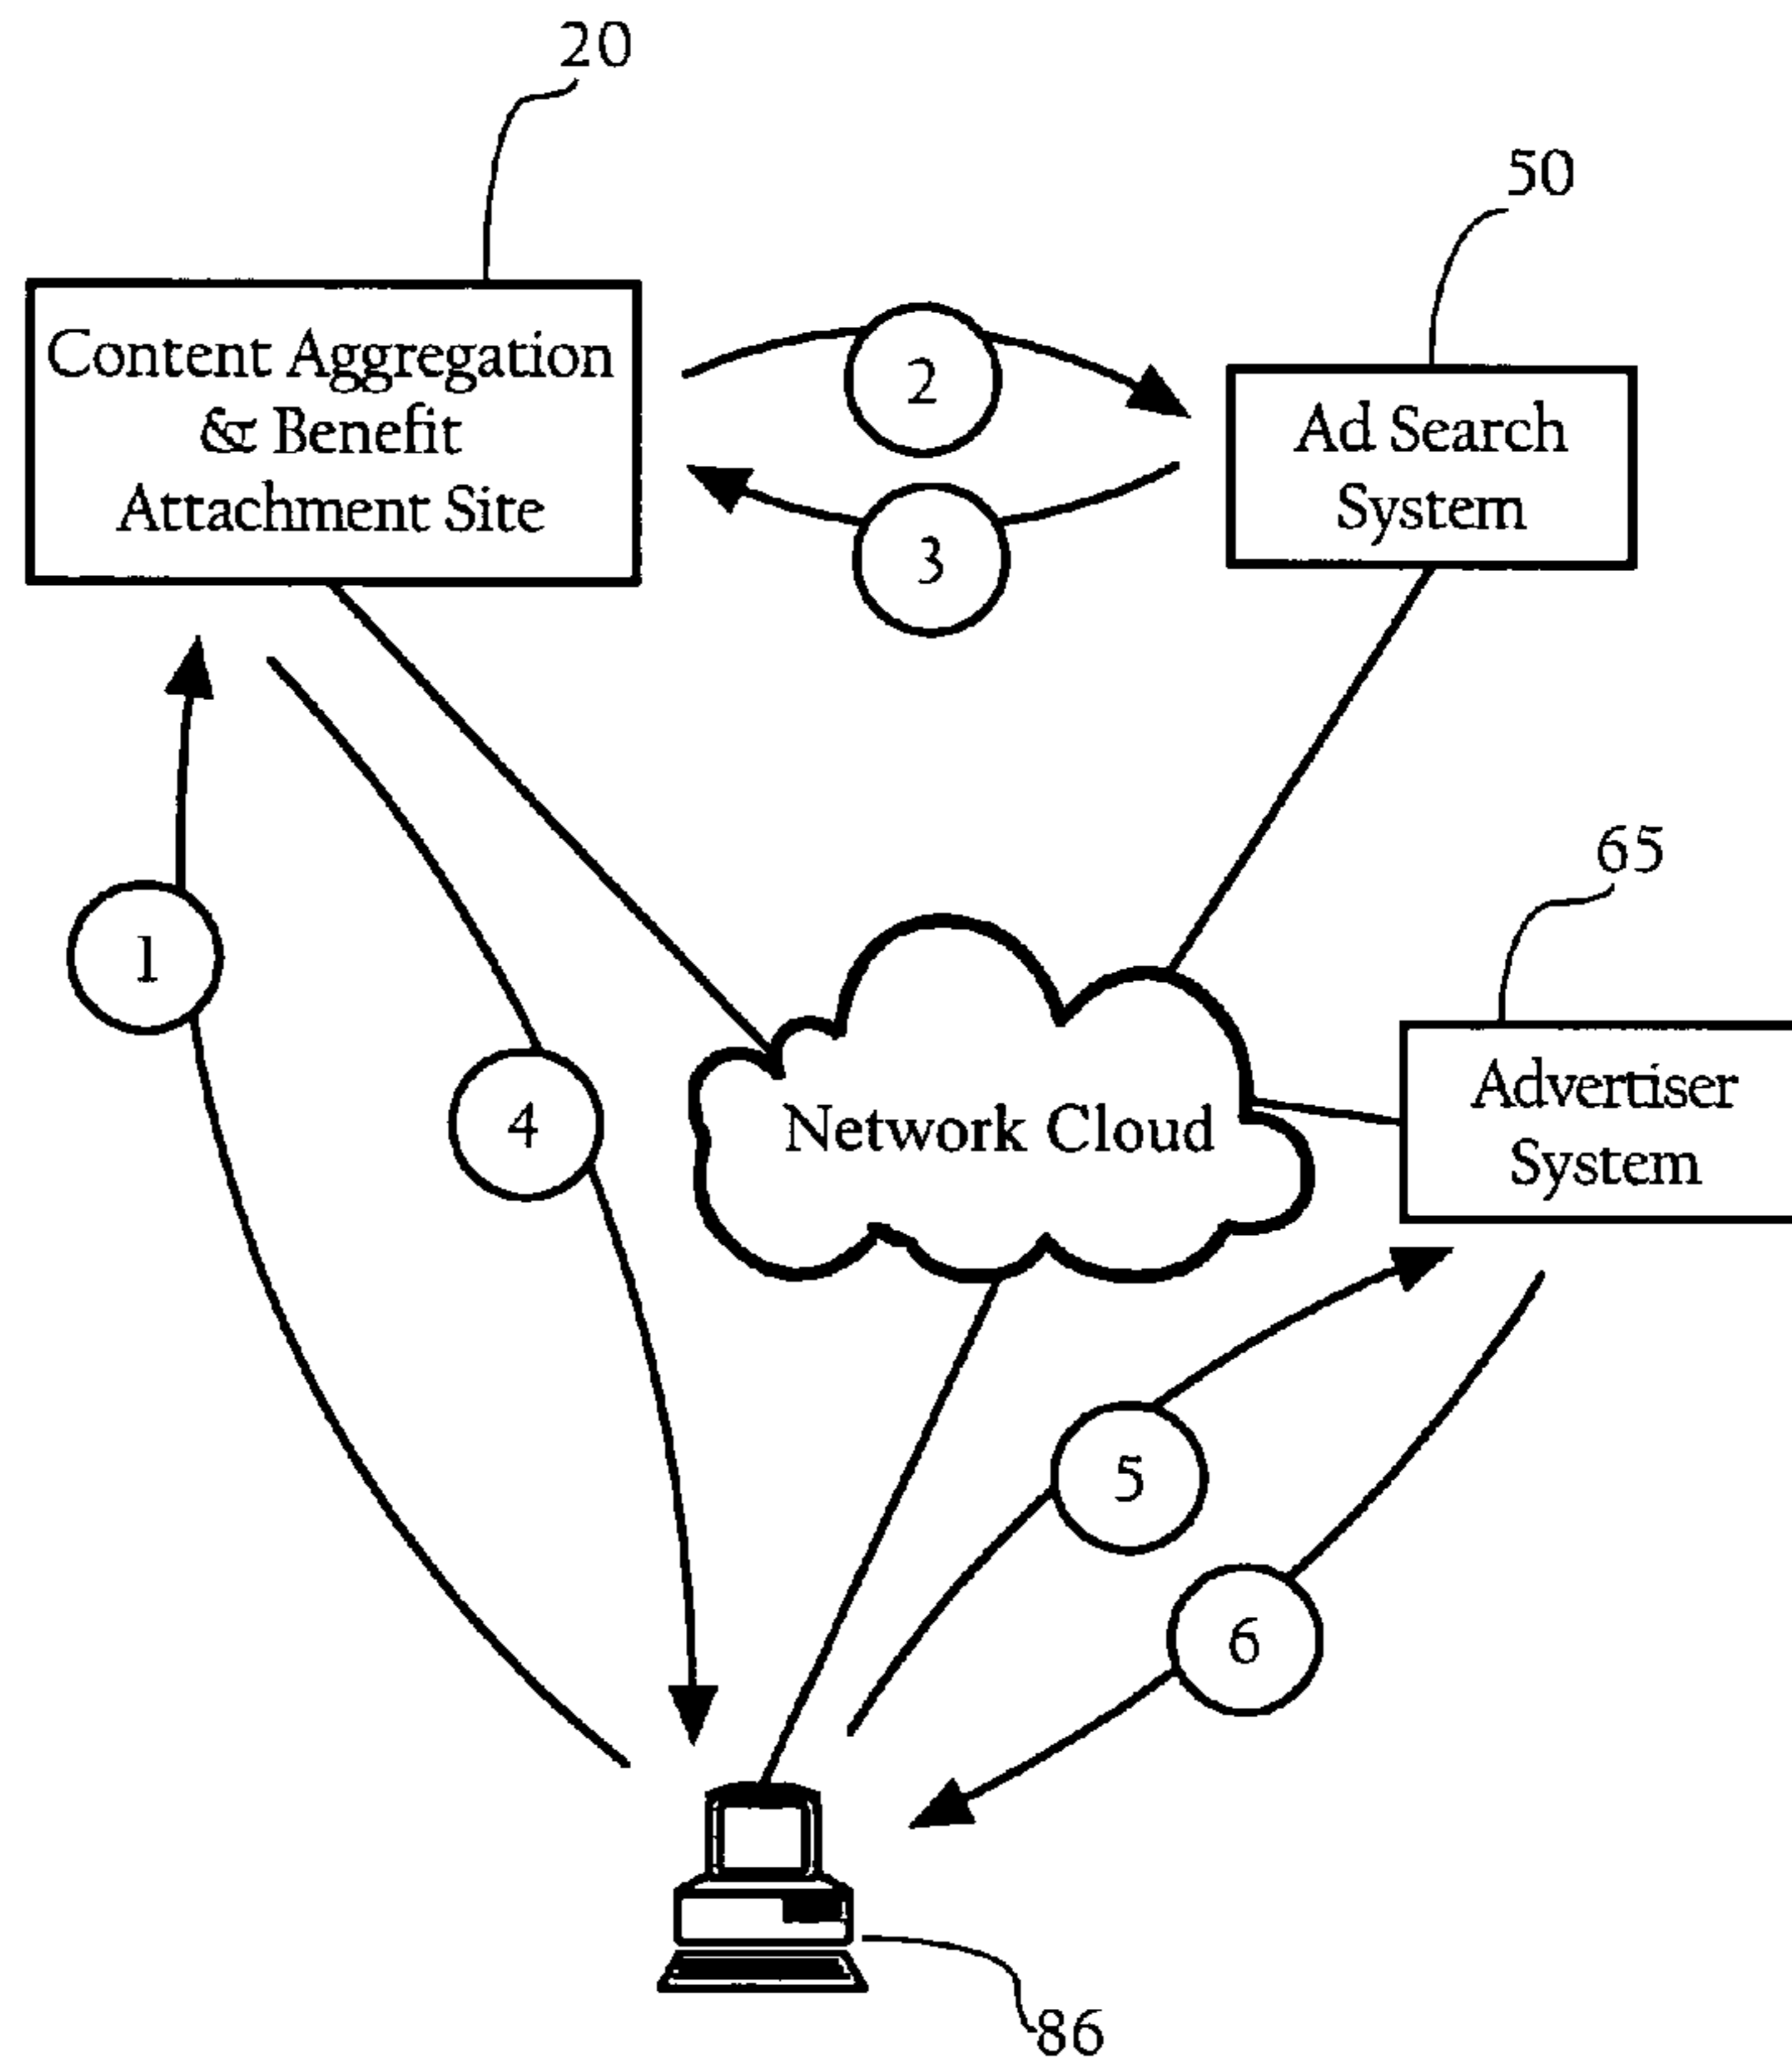 20
50
Content Aggregation
& Benefit
Attachment Site
2
Ad Search
System
3
65
1
4
Network Cloud
Advertiser
System
5
6
86